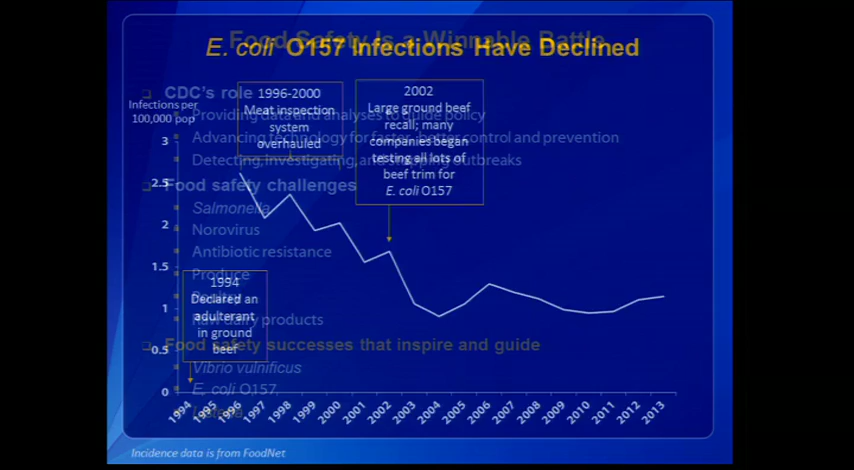 Food Safety Is a Winnable Battle
E. coli O157 Infections Have Declined
CDC's role
Providing data and analyses to guide policy
Advancing technology for faster, better control and prevention
Detecting, investigating, and stopping outbreaks
Food safety challenges
Salmonella
Norovirus
Antibiotic resistance
Produce
Raw dairy products
Food safety successes that inspire and guide
Vibrio vulnificus
E. coli O157
Infections per
100,000 pop
1996-2000
Meat inspection
system
overhauled
2002
Large ground beef
recall; many
companies began
testing all lots of
beef trim for
E. coli O157
1994
Declared an
adulterant
in ground
beef
3
2.5
2
1.5
1
0.5
0
1994 1995 1996 1997 1998 1999 2000 2001 2002 2003 2004 2005 2006 2007 2008 2009 2010 2011 2012 2013
Incidence data is from FoodNet